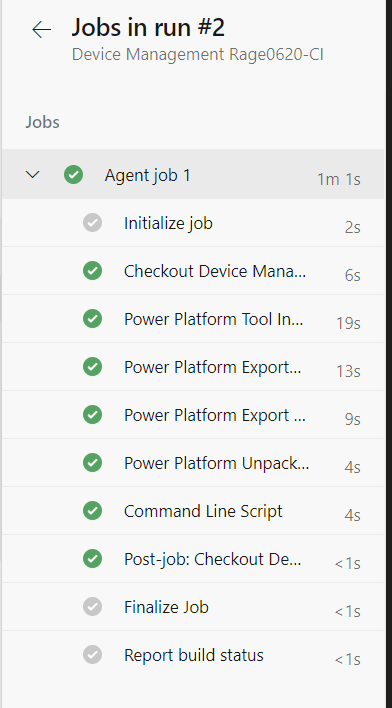 Jobs in run #2
Device Management Rage0620-CI
Jobs
Agent job 1 1m 1s
Initialize job 2s
Checkout Device Mana... 6s
Power Platform Tool In... 19s
Power Platform Export... 13s
Power Platform Export ... 9s
Power Platform Unpack... 4s
Command Line Script 4s
Post-job: Checkout De... <1s
Finalize Job <1s
Report build status <1s